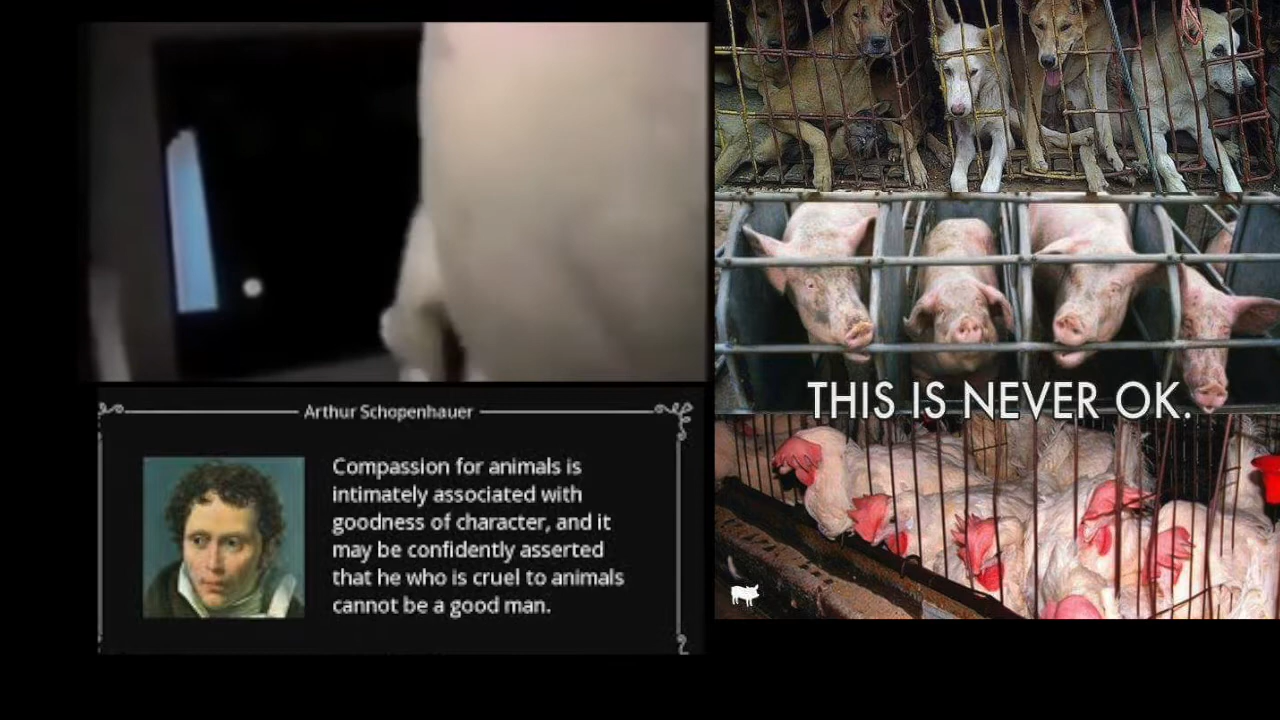 Arthur Schopenhauer
Compassion for animals is
intimately associated with
goodness of character, and it
may be confidently asserted
that he who is cruel to animals
cannot be a good man.
THIS IS NEVER OK.